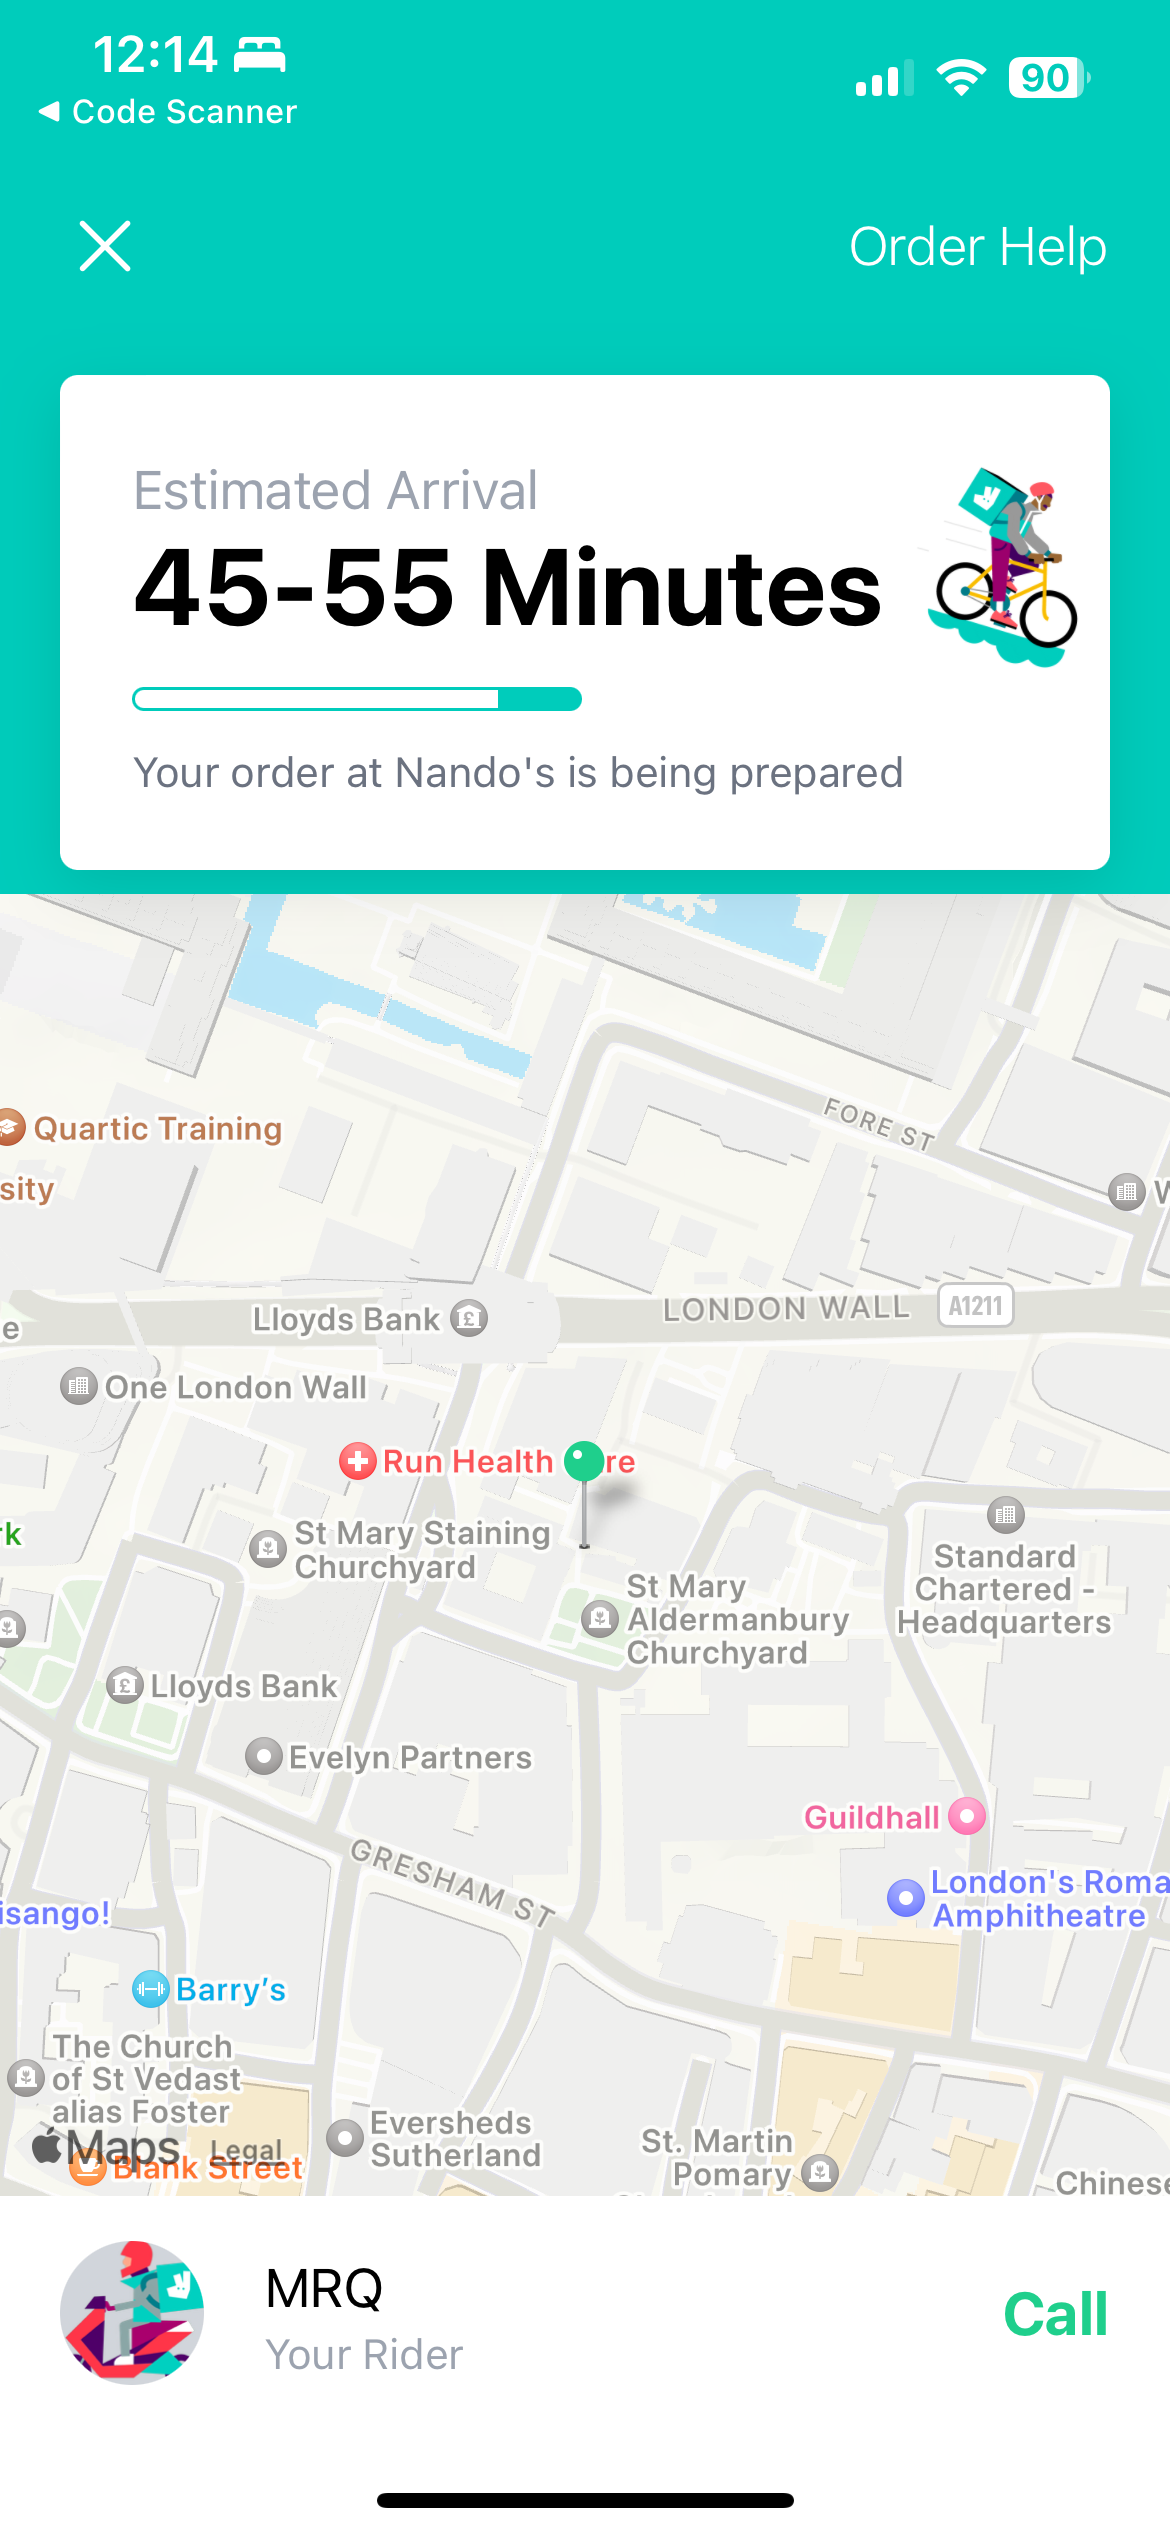 12:14
Code Scanner
90
Order Help
Estimated Arrival
45-55 Minutes
Your order at Nando's is being prepared
FORE ST
Quartic Training
sity
W
Lloyds Bank
LONDON WALL
A1211
e
One London Wall
Run Health
re
rk
St Mary Staining
Churchyard
Standard
Chartered -
Headquarters
St Mary
Aldermanbury
Churchyard
Lloyds Bank
Evelyn Partners
Guildhall
GRESHAM ST
London's Roma
Amphitheatre
isango!
Barry's
The Church
of St Vedast
alias Foster
Maps
Legal
Blank Street
Eversheds
Sutherland
St. Martin
Pomary
Chinese
MRQ
Your Rider
Call